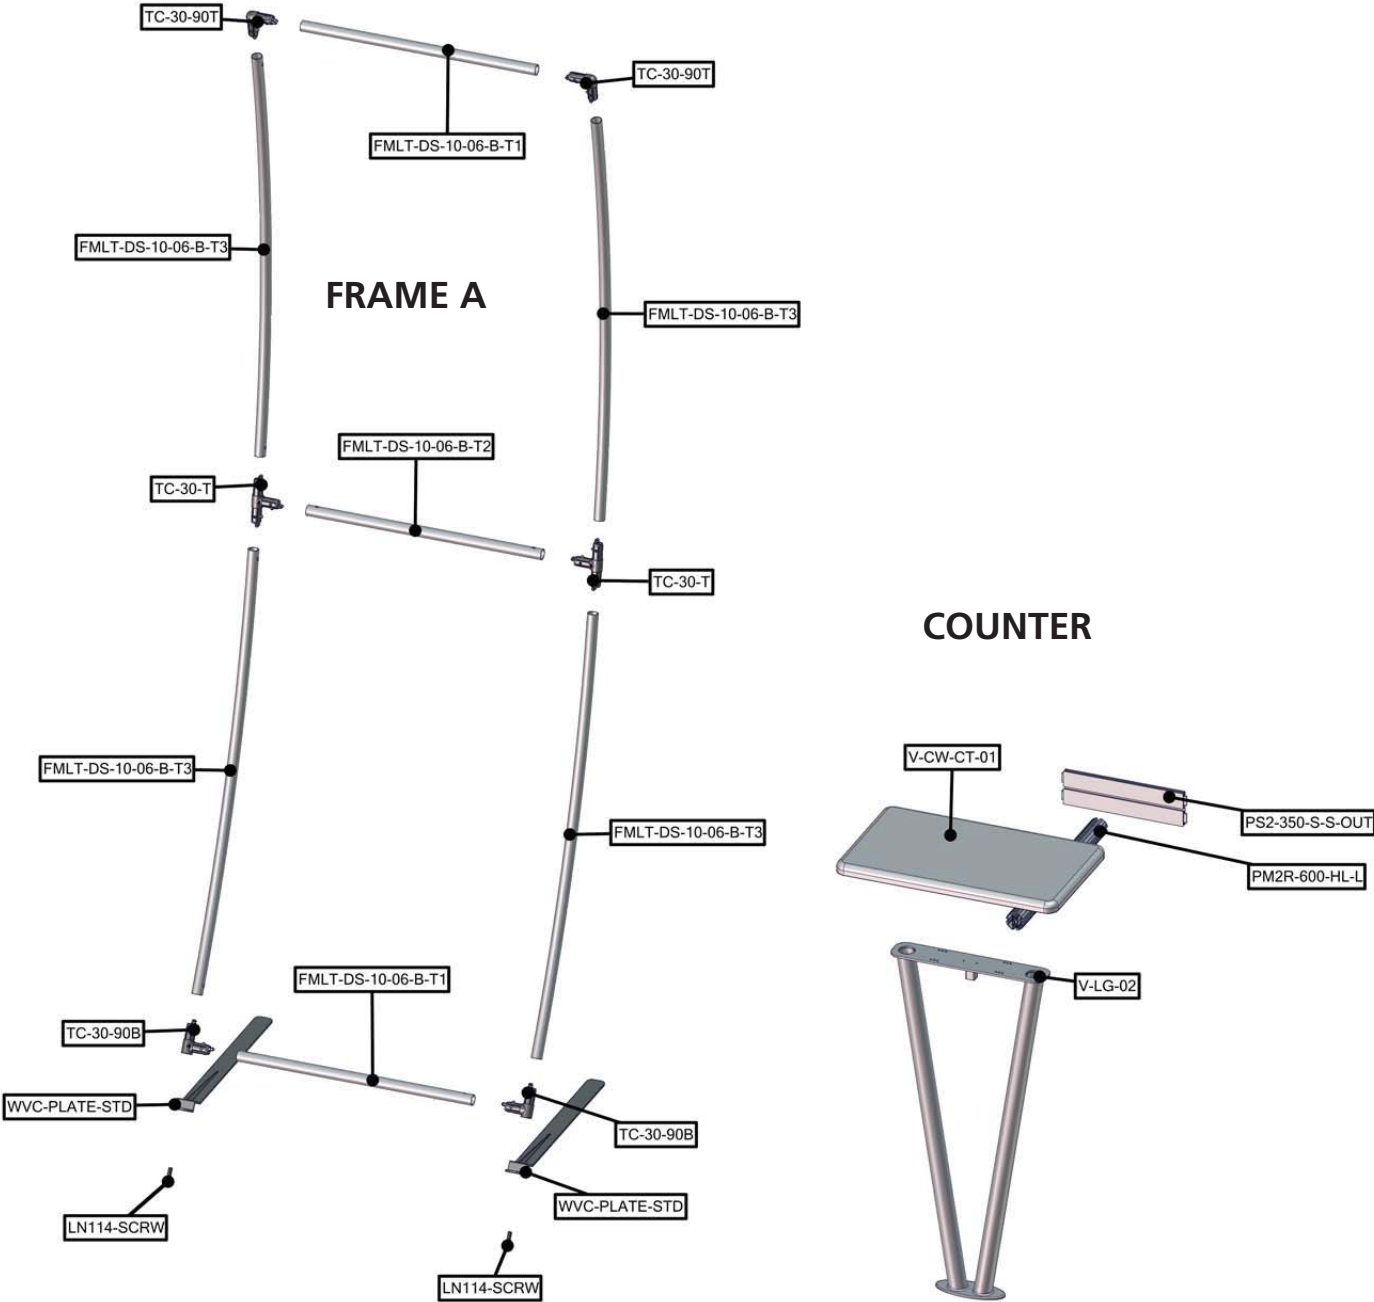 TC-30-90T
TC-30-90T
FMLT-DS-10-06-B-T1
FMLT-DS-10-06-B-T3
FRAME A
FMLT-DS-10-06-B-T3
FMLT-DS-10-06-B-T2
TC-30-T
TC-30-T
COUNTER
V-CW-CT-01
FMLT-DS-10-06-B-T3
PS2-350-S-S-OUT
FMLT-DS-10-06-B-T3
PM2R-600-HL-L
FMLT-DS-10-06-B-T1
V-LG-02
TC-30-90B
WVC-PLATE-STD
TC-30-90B
WVC-PLATE-STD
LN114-SCRW
LN114-SCRW